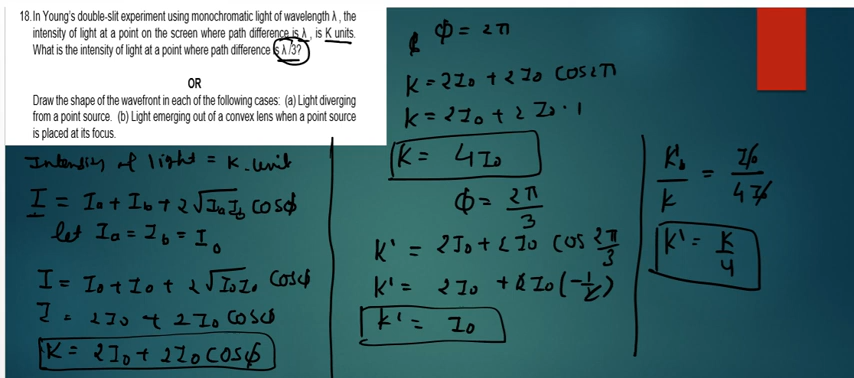 18. In Young's double-slit experiment using monochromatic light of wavelength λ, the
intensity of light at a point on the screen where path difference is λ, is K units.
What is the intensity of light at a point where path difference is λ/3?
OR
Draw the shape of the wavefront in each of the following cases: (a) Light diverging
from a point source. (b) Light emerging out of a convex lens when a point source
is placed at its focus.
Intensity of light = K unit
I = Ia + Ib + 2√IaIb cosϕ
let Ia = Ib = I0
I = I0 + I0 + 2√I0I0 cosϕ
I = 2I0 + 2I0 cosϕ
K = 2I0 + 2I0 cosϕ
ϕ = 2π
K = 2I0 + 2I0 cos2π
K = 2I0 + 2I0 · 1
K = 4I0
ϕ = 2π/3
K' = 2I0 + 2I0 cos 2π/3
K' = 2I0 + 2I0 (-1/2)
K' = I0
K'/K = I0/4I0
K' = K/4